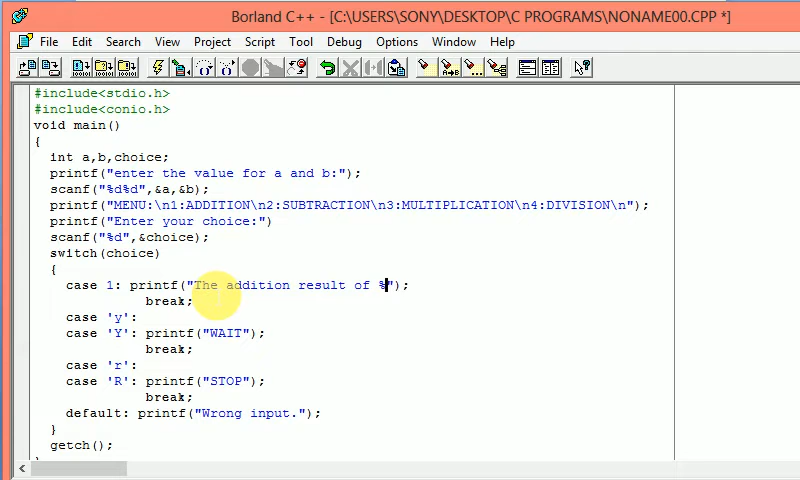 Borland C++ - [C:\USERS\SONY\DESKTOP\C PROGRAMS\NONAME00.CPP *]
File Edit Search View Project Script Tool Debug Options Window Help
#include<stdio.h>
#include<conio.h>
void main()
{
int a,b,choice;
printf("enter the value for a and b:");
scanf("%d%d",&a,&b);
printf("MENU:\n1:ADDITION\n2:SUBTRACTION\n3:MULTIPLICATION\n4:DIVISION\n");
printf("Enter your choice:")
scanf("%d",&choice);
switch(choice)
{
case 1: printf("The addition result of %");
break;
case 'y':
case 'Y': printf("WAIT");
break;
case 'r':
case 'R': printf("STOP");
break;
default: printf("Wrong input.");
}
getch();